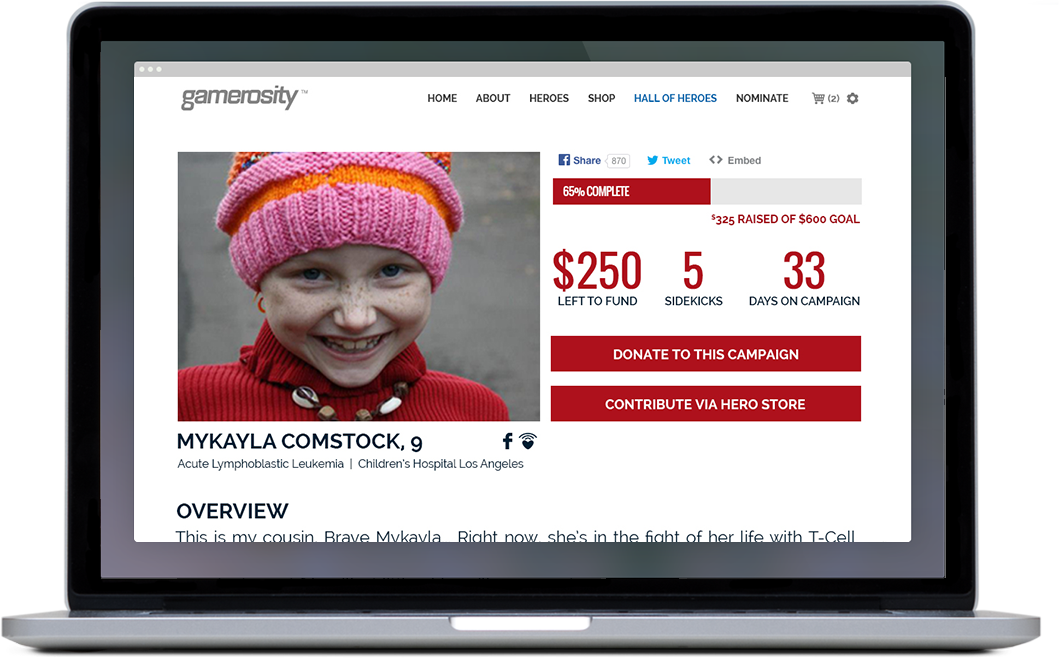 gamerosity™
HOME ABOUT HEROES SHOP HALL OF HEROES NOMINATE (2)
Share 870 Tweet <> Embed
65% COMPLETE
$325 RAISED OF $600 GOAL
$250 5 33
LEFT TO FUND SIDEKICKS DAYS ON CAMPAIGN
DONATE TO THIS CAMPAIGN
CONTRIBUTE VIA HERO STORE
MYKAYLA COMSTOCK, 9
Acute Lymphoblastic Leukemia | Children's Hospital Los Angeles
OVERVIEW
This is my cousin, Brave Mykayla. Right now, she's in the fight of her life with T-Cell